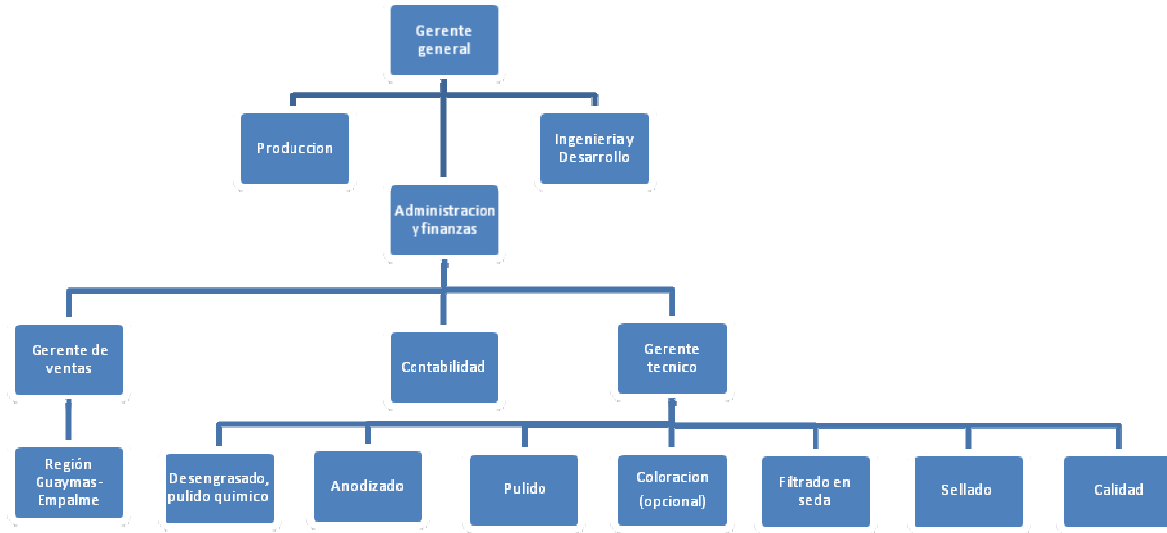 Gerente
general
Produccion
Ingenieria y
Desarrollo
Administracion
y finanzas
Gerente de
ventas
Contabilidad
Gerente
tecnico
Región
Guaymas-
Empalme
Desengrasado,
pulido quimico
Anodizado
Pulido
Coloracion
(opcional)
Filtrado en
seda
Sellado
Calidad